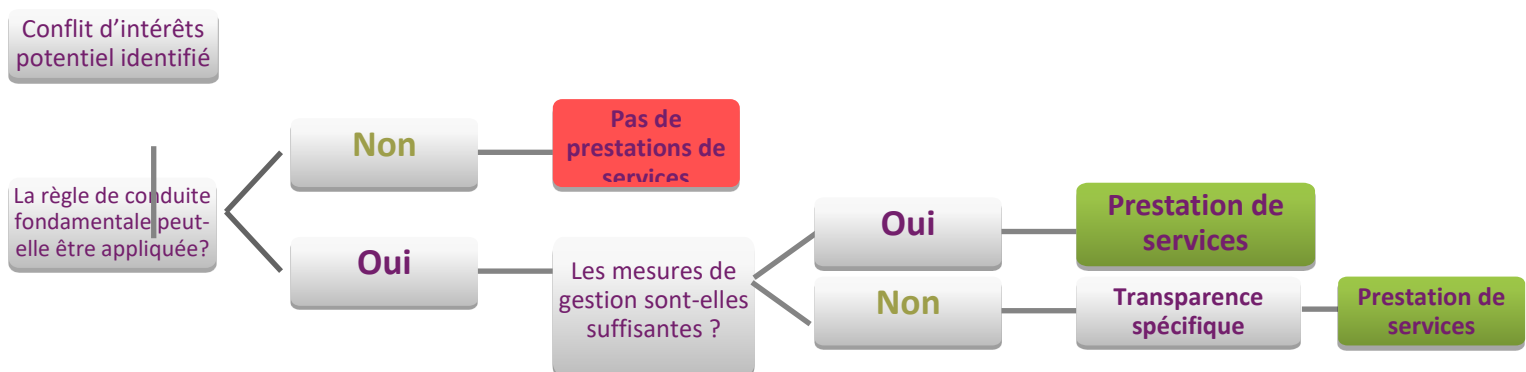 Conflit d’intérêts
potentiel identifié
La règle de conduite
fondamentale peut-
elle être appliquée?
Non
Pas de
prestations de
services
Oui
Les mesures de
gestion sont-elles
suffisantes ?
Oui
Prestation de
services
Non
Transparence
spécifique
Prestation de
services